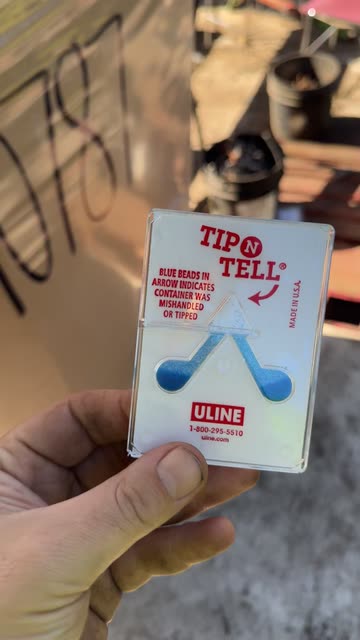 0787
TIP N
TELL®
BLUE BEADS IN
ARROW INDICATES
CONTAINER WAS
MISHANDLED
OR TIPPED
MADE IN U.S.A.
ULINE
1-800-295-5510
uline.com